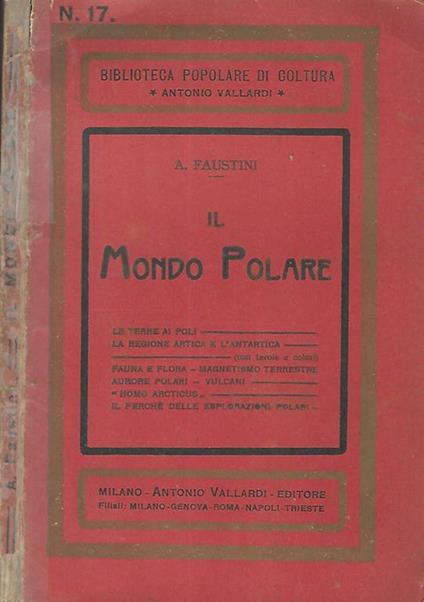 N. 17.
BIBLIOTECA POPOLARE DI COLTURA
* ANTONIO VALLARDI *
A. FAUSTINI
IL
MONDO POLARE
LE TERRE AI POLI
LA REGIONE ARTICA E L'ANTARTICA
(con tavole a colori)
FAUNA E FLORA - MAGNETISMO TERRESTRE
AURORE POLARI - VULCANI
"HOMO ARCTICUS"
IL PERCHÈ DELLE ESPLORAZIONI POLARI
MILANO - ANTONIO VALLARDI - EDITORE
Filiali: MILANO-GENOVA-ROMA-NAPOLI-TRIESTE
IL MON